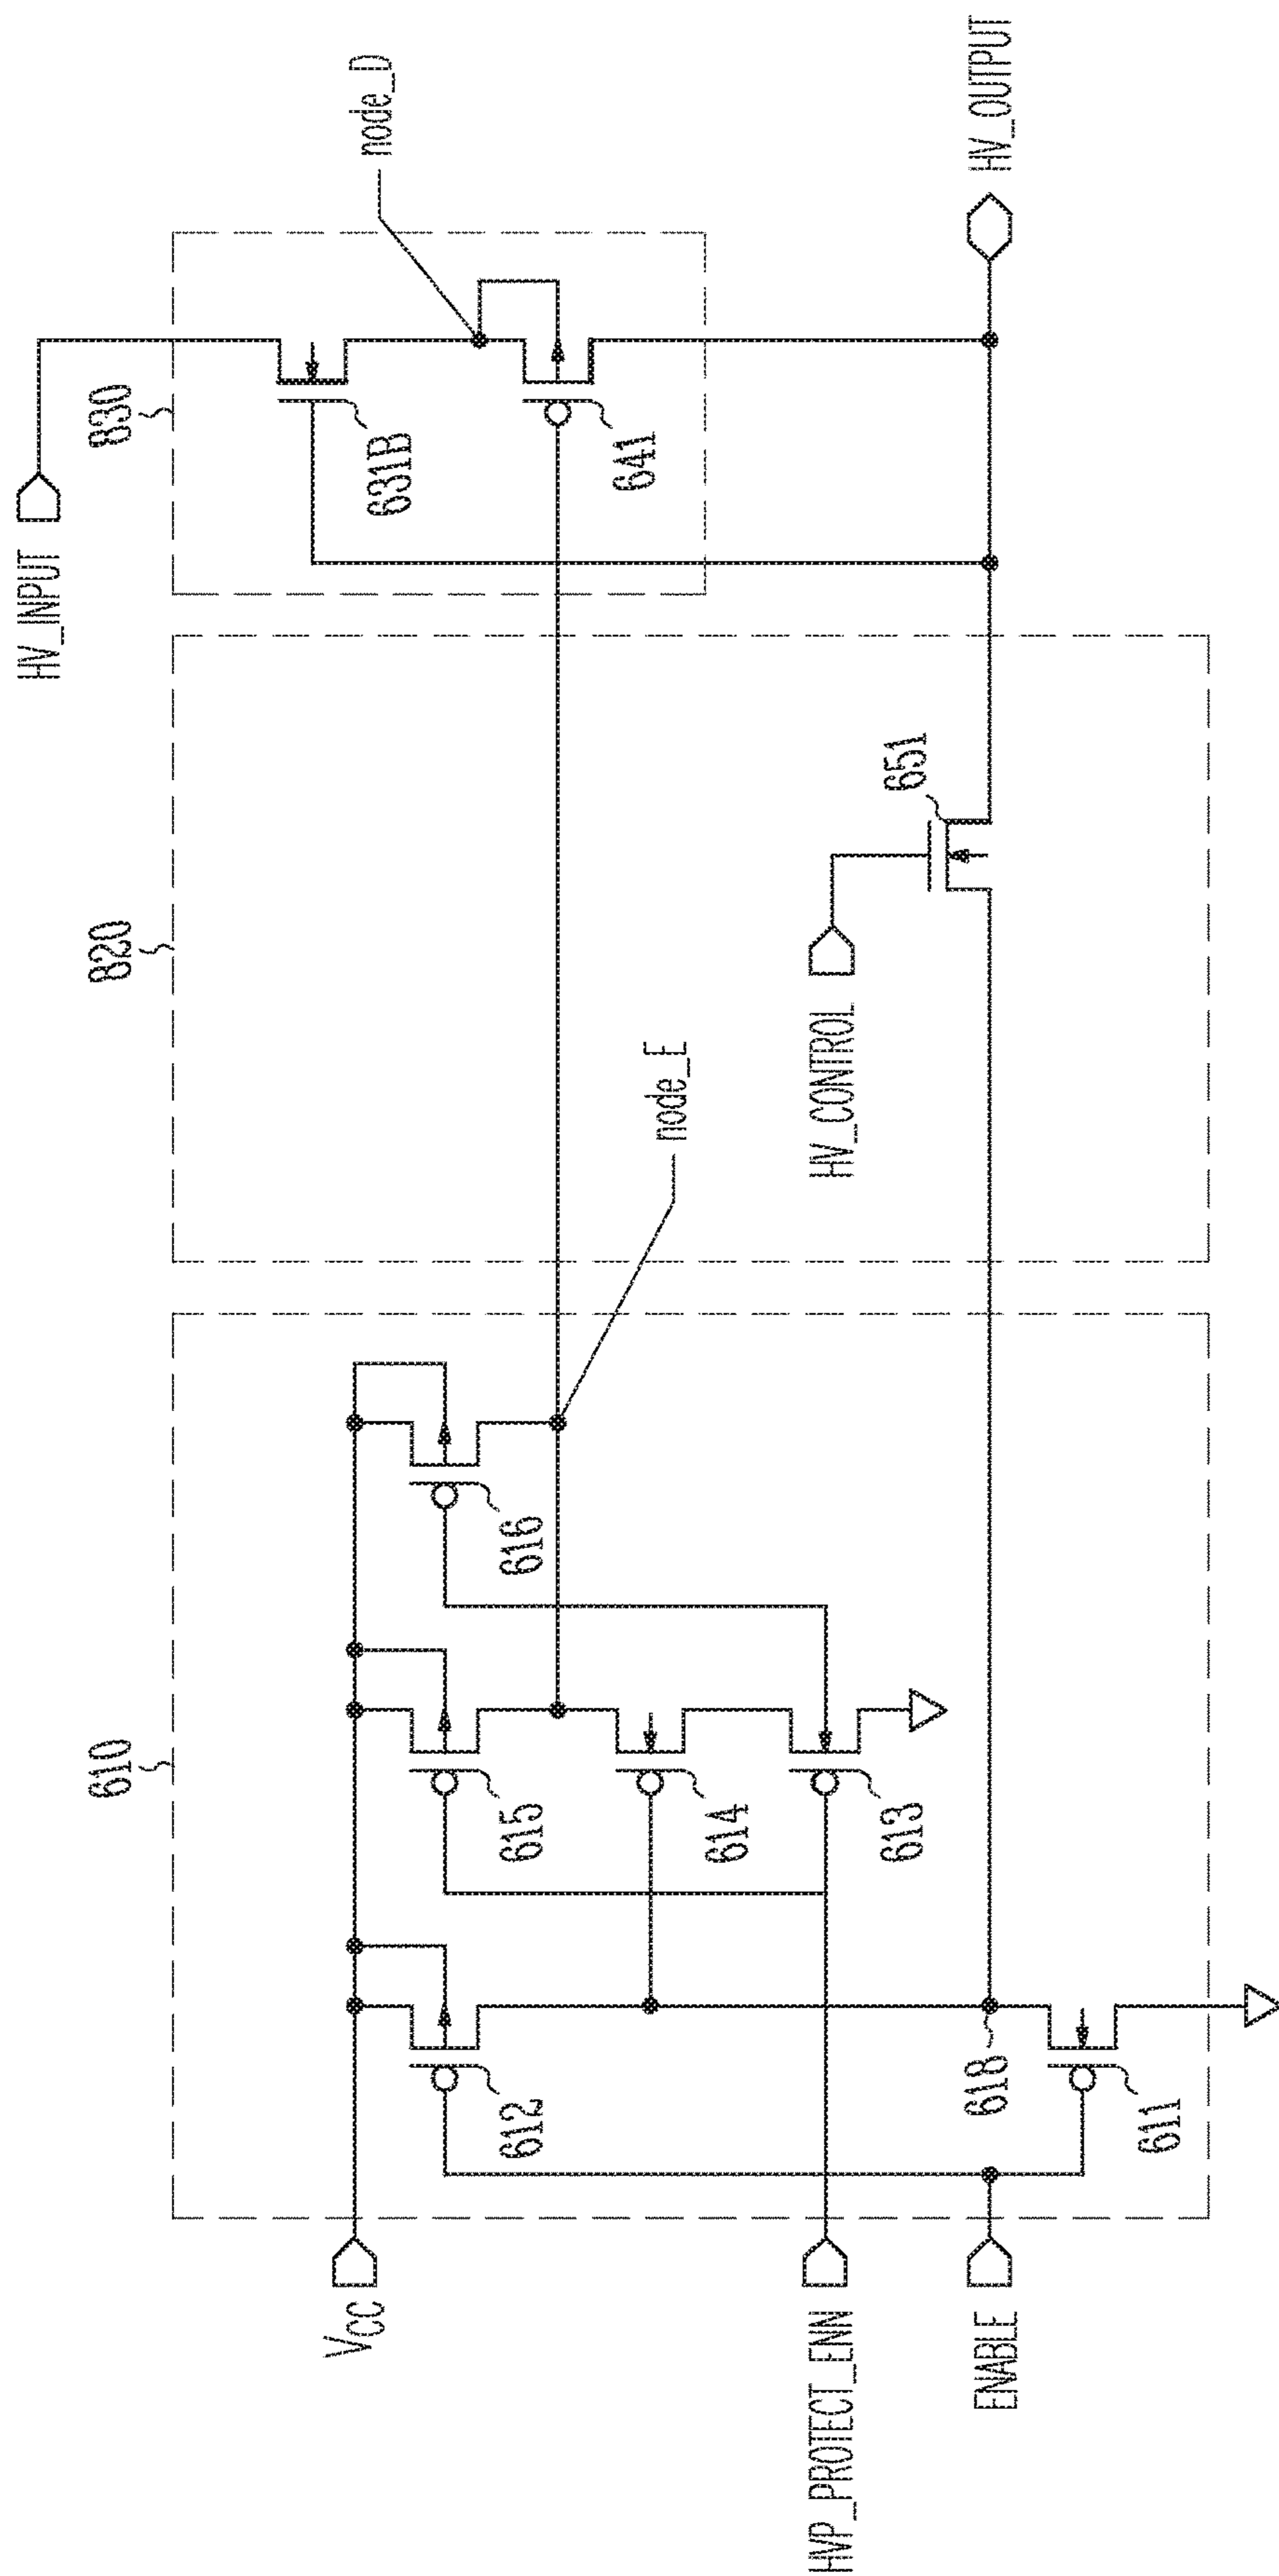 HV_INPUT
830
631B
641
node_D
HV_OUTPUT
820
651
HV_CONTROL
node_E
610
616
615
614
613
612
618
611
VCC
HVP_PROTECT_ENN
ENABLE